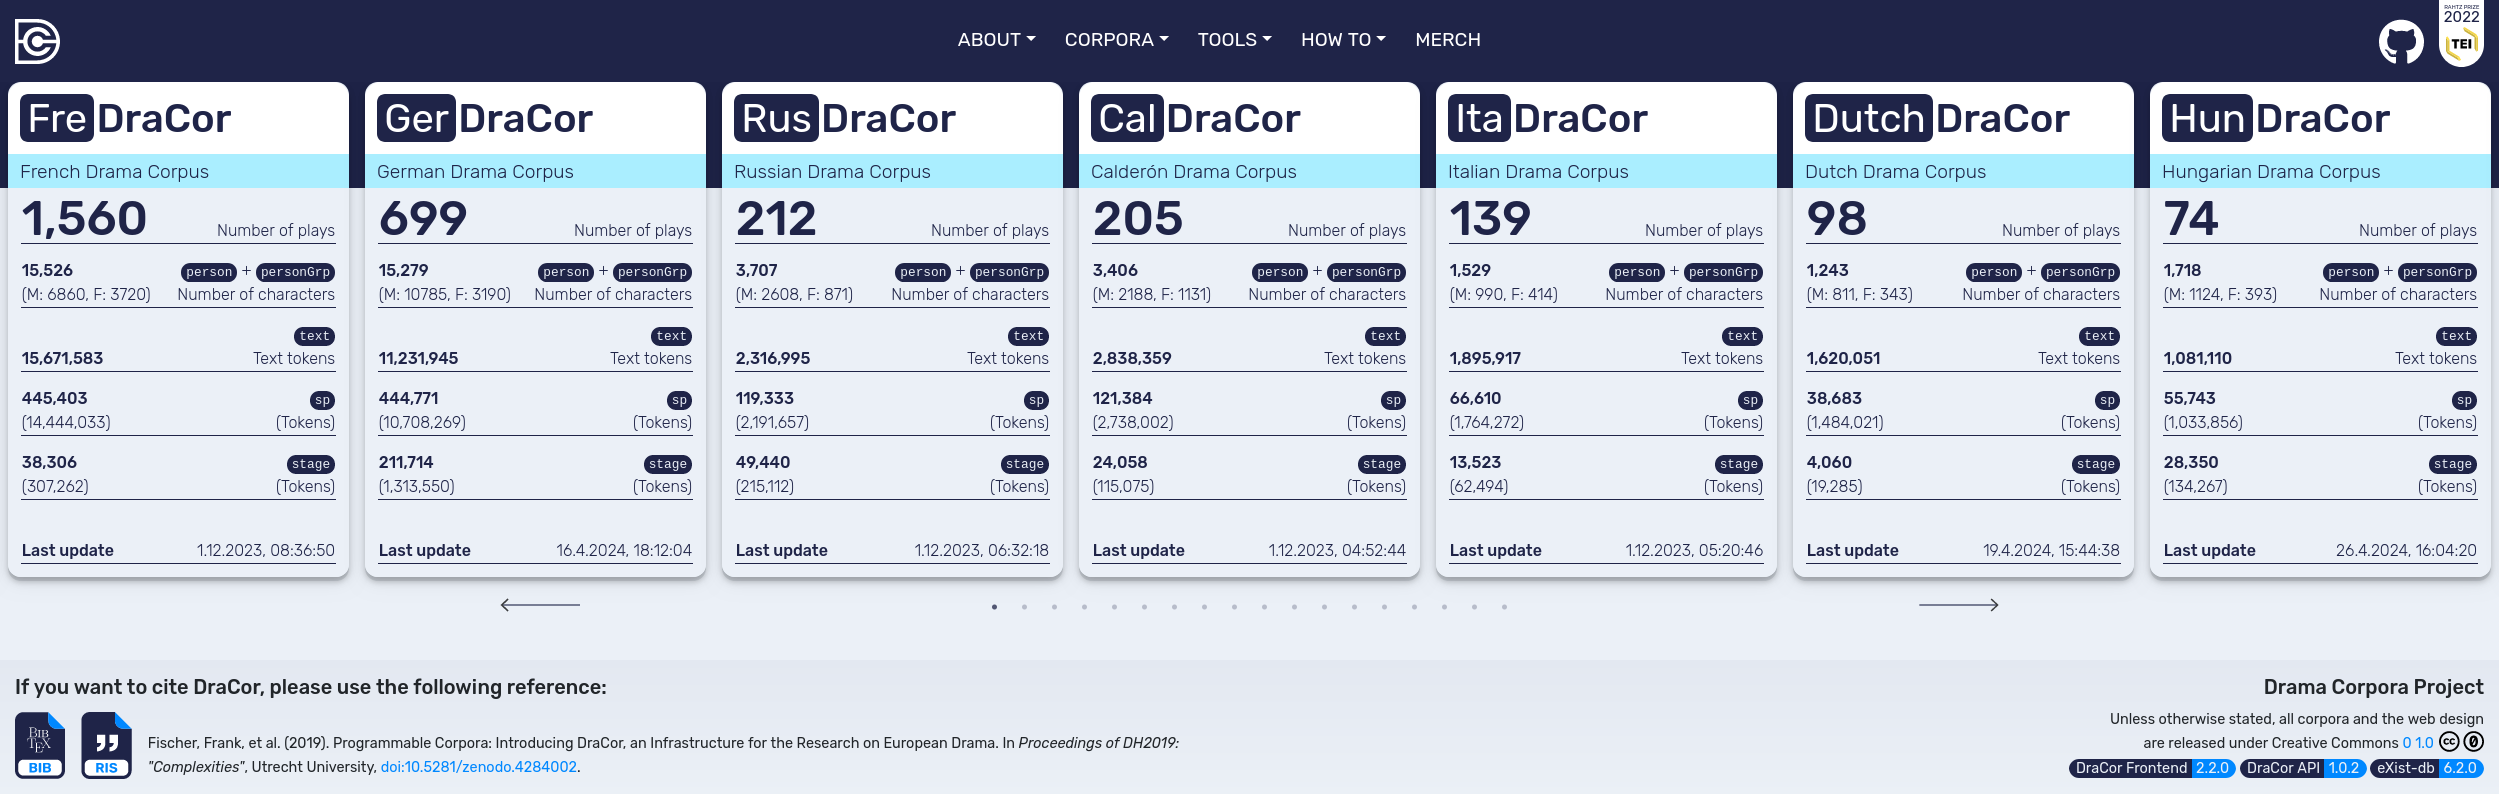 ABOUT CORPORA TOOLS HOW TO MERCH
RAHTZ PRIZE
2022
TEI
FreDraCor
French Drama Corpus
1,560 Number of plays
15,526 person + personGrp
(M: 6860, F: 3720) Number of characters
text
15,671,583 Text tokens
445,403 sp
(14,444,033) (Tokens)
38,306 stage
(307,262) (Tokens)
Last update 1.12.2023, 08:36:50
GerDraCor
German Drama Corpus
699 Number of plays
15,279 person + personGrp
(M: 10785, F: 3190) Number of characters
text
11,231,945 Text tokens
444,771 sp
(10,708,269) (Tokens)
211,714 stage
(1,313,550) (Tokens)
Last update 16.4.2024, 18:12:04
RusDraCor
Russian Drama Corpus
212 Number of plays
3,707 person + personGrp
(M: 2608, F: 871) Number of characters
text
2,316,995 Text tokens
119,333 sp
(2,191,657) (Tokens)
49,440 stage
(215,112) (Tokens)
Last update 1.12.2023, 06:32:18
CalDraCor
Calderón Drama Corpus
205 Number of plays
3,406 person + personGrp
(M: 2188, F: 1131) Number of characters
text
2,838,359 Text tokens
121,384 sp
(2,738,002) (Tokens)
24,058 stage
(115,075) (Tokens)
Last update 1.12.2023, 04:52:44
ItaDraCor
Italian Drama Corpus
139 Number of plays
1,529 person + personGrp
(M: 990, F: 414) Number of characters
text
1,895,917 Text tokens
66,610 sp
(1,764,272) (Tokens)
13,523 stage
(62,494) (Tokens)
Last update 1.12.2023, 05:20:46
DutchDraCor
Dutch Drama Corpus
98 Number of plays
1,243 person + personGrp
(M: 811, F: 343) Number of characters
text
1,620,051 Text tokens
38,683 sp
(1,484,021) (Tokens)
4,060 stage
(19,285) (Tokens)
Last update 19.4.2024, 15:44:38
HunDraCor
Hungarian Drama Corpus
74 Number of plays
1,718 person + personGrp
(M: 1124, F: 393) Number of characters
text
1,081,110 Text tokens
55,743 sp
(1,033,856) (Tokens)
28,350 stage
(134,267) (Tokens)
Last update 26.4.2024, 16:04:20
If you want to cite DraCor, please use the following reference:
BIBTEX
BIB
RIS
Fischer, Frank, et al. (2019). Programmable Corpora: Introducing DraCor, an Infrastructure for the Research on European Drama. In Proceedings of DH2019:
"Complexities", Utrecht University, doi:10.5281/zenodo.4284002.
Drama Corpora Project
Unless otherwise stated, all corpora and the web design
are released under Creative Commons 0 1.0 cc 0
DraCor Frontend 2.2.0 DraCor API 1.0.2 eXist-db 6.2.0